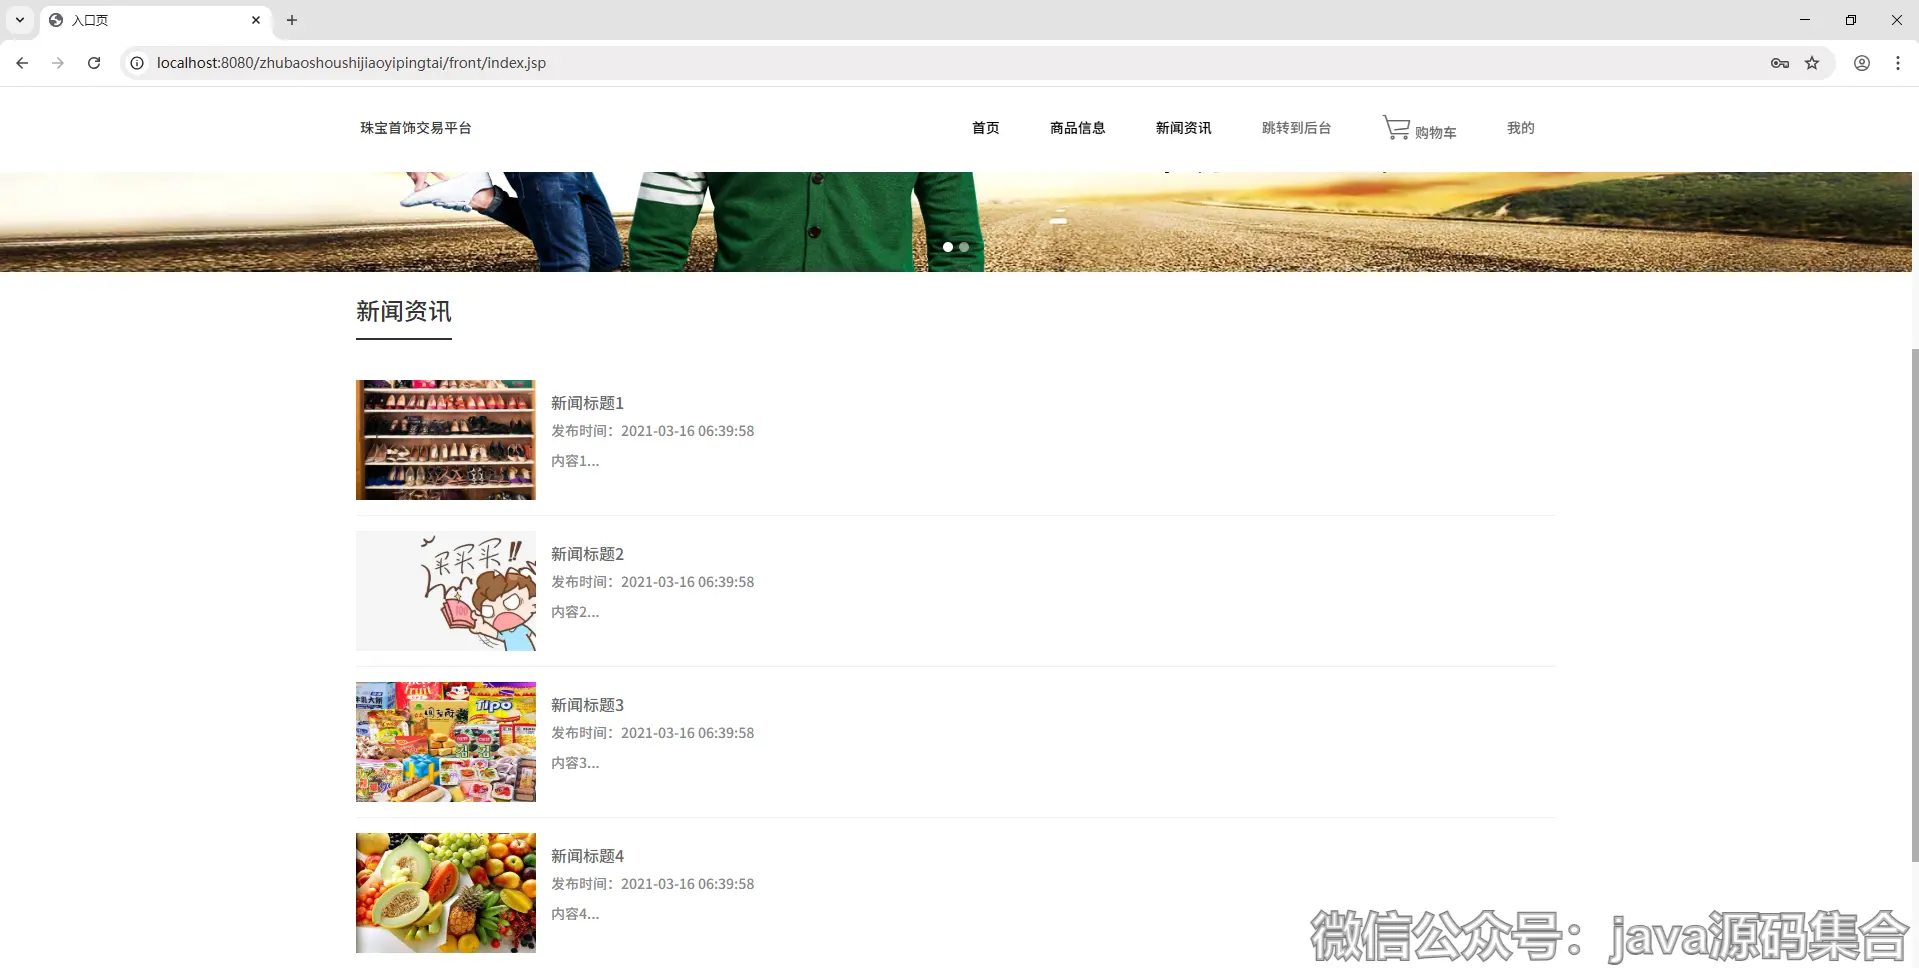 入口页
localhost:8080/zhubaoshoushijiaoyipingtai/front/index.jsp
珠宝首饰交易平台
首页
商品信息
新闻资讯
跳转到后台
购物车
我的
新闻资讯
新闻标题1
发布时间：2021-03-16 06:39:58
内容1...
买买买!!
新闻标题2
发布时间：2021-03-16 06:39:58
内容2...
Tipo
新闻标题3
发布时间：2021-03-16 06:39:58
内容3...
新闻标题4
发布时间：2021-03-16 06:39:58
内容4...
微信公众号：java源码集合